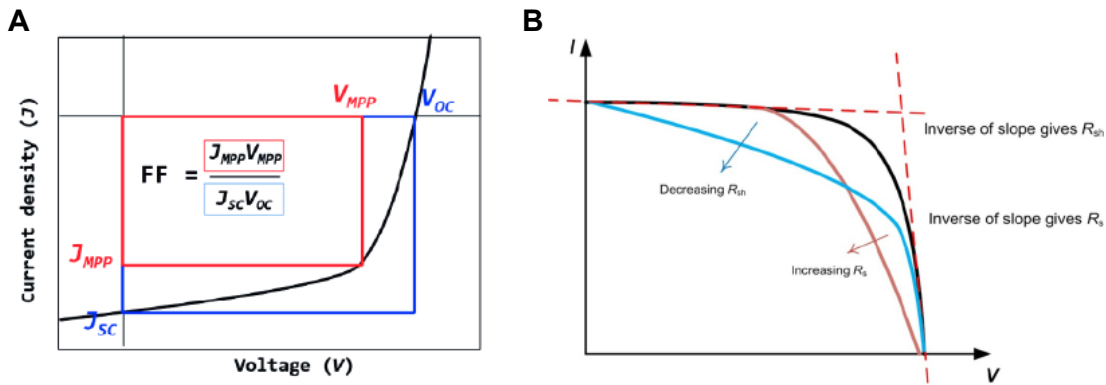 A
B
V_MPP
V_OC
FF = J_MPP V_MPP
J_SC V_OC
J_MPP
J_SC
Current density (J)
Voltage (V)
I
Inverse of slope gives R_sh
Decreasing R_sh
Inverse of slope gives R_s
Increasing R_s
V